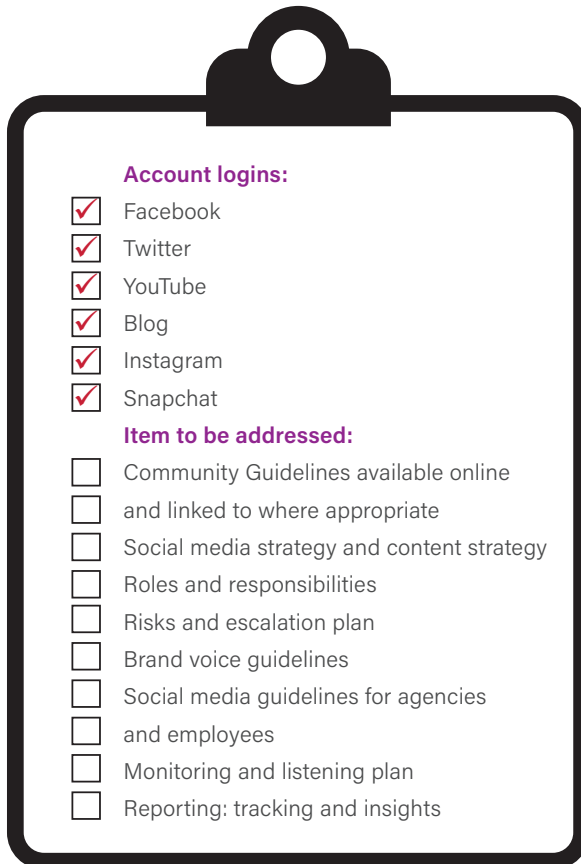 Account logins:
Facebook
Twitter
YouTube
Blog
Instagram
Snapchat
Item to be addressed:
Community Guidelines available online
and linked to where appropriate
Social media strategy and content strategy
Roles and responsibilities
Risks and escalation plan
Brand voice guidelines
Social media guidelines for agencies
and employees
Monitoring and listening plan
Reporting: tracking and insights